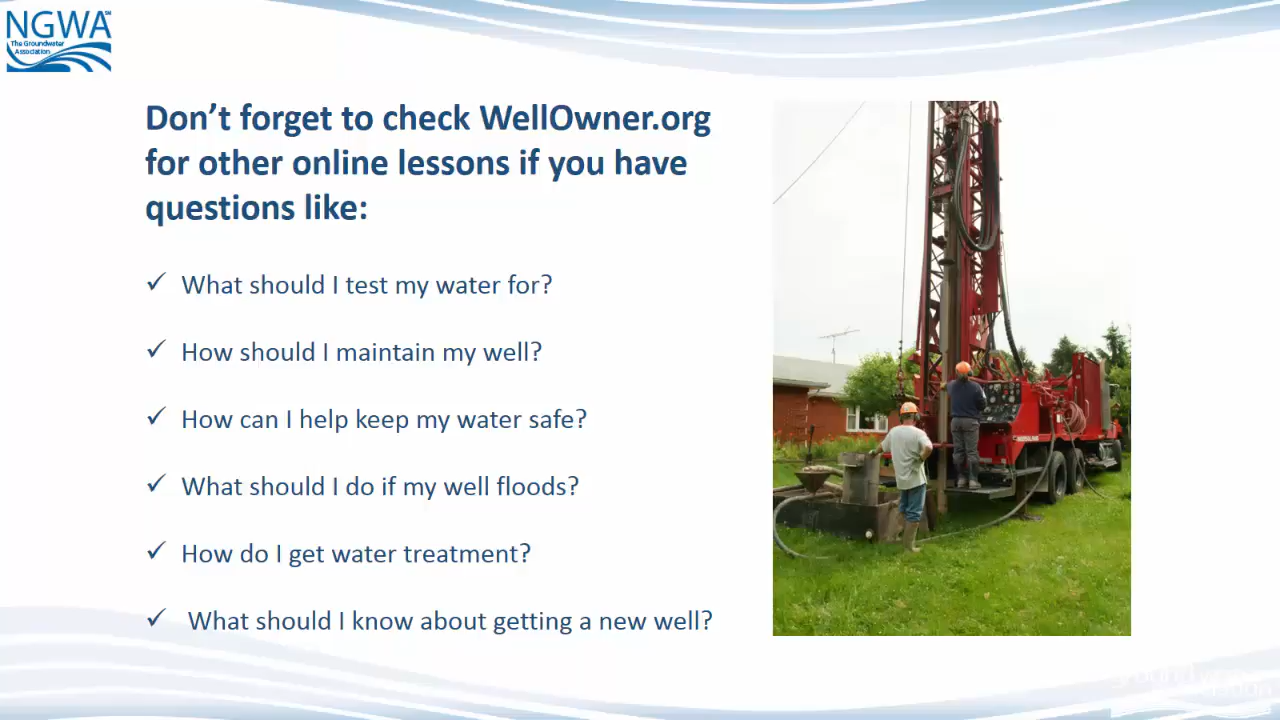 NGWA
The Groundwater
Association
Don't forget to check WellOwner.org
for other online lessons if you have
questions like:
✓ What should I test my water for?
✓ How should I maintain my well?
✓ How can I help keep my water safe?
✓ What should I do if my well floods?
✓ How do I get water treatment?
✓ What should I know about getting a new well?